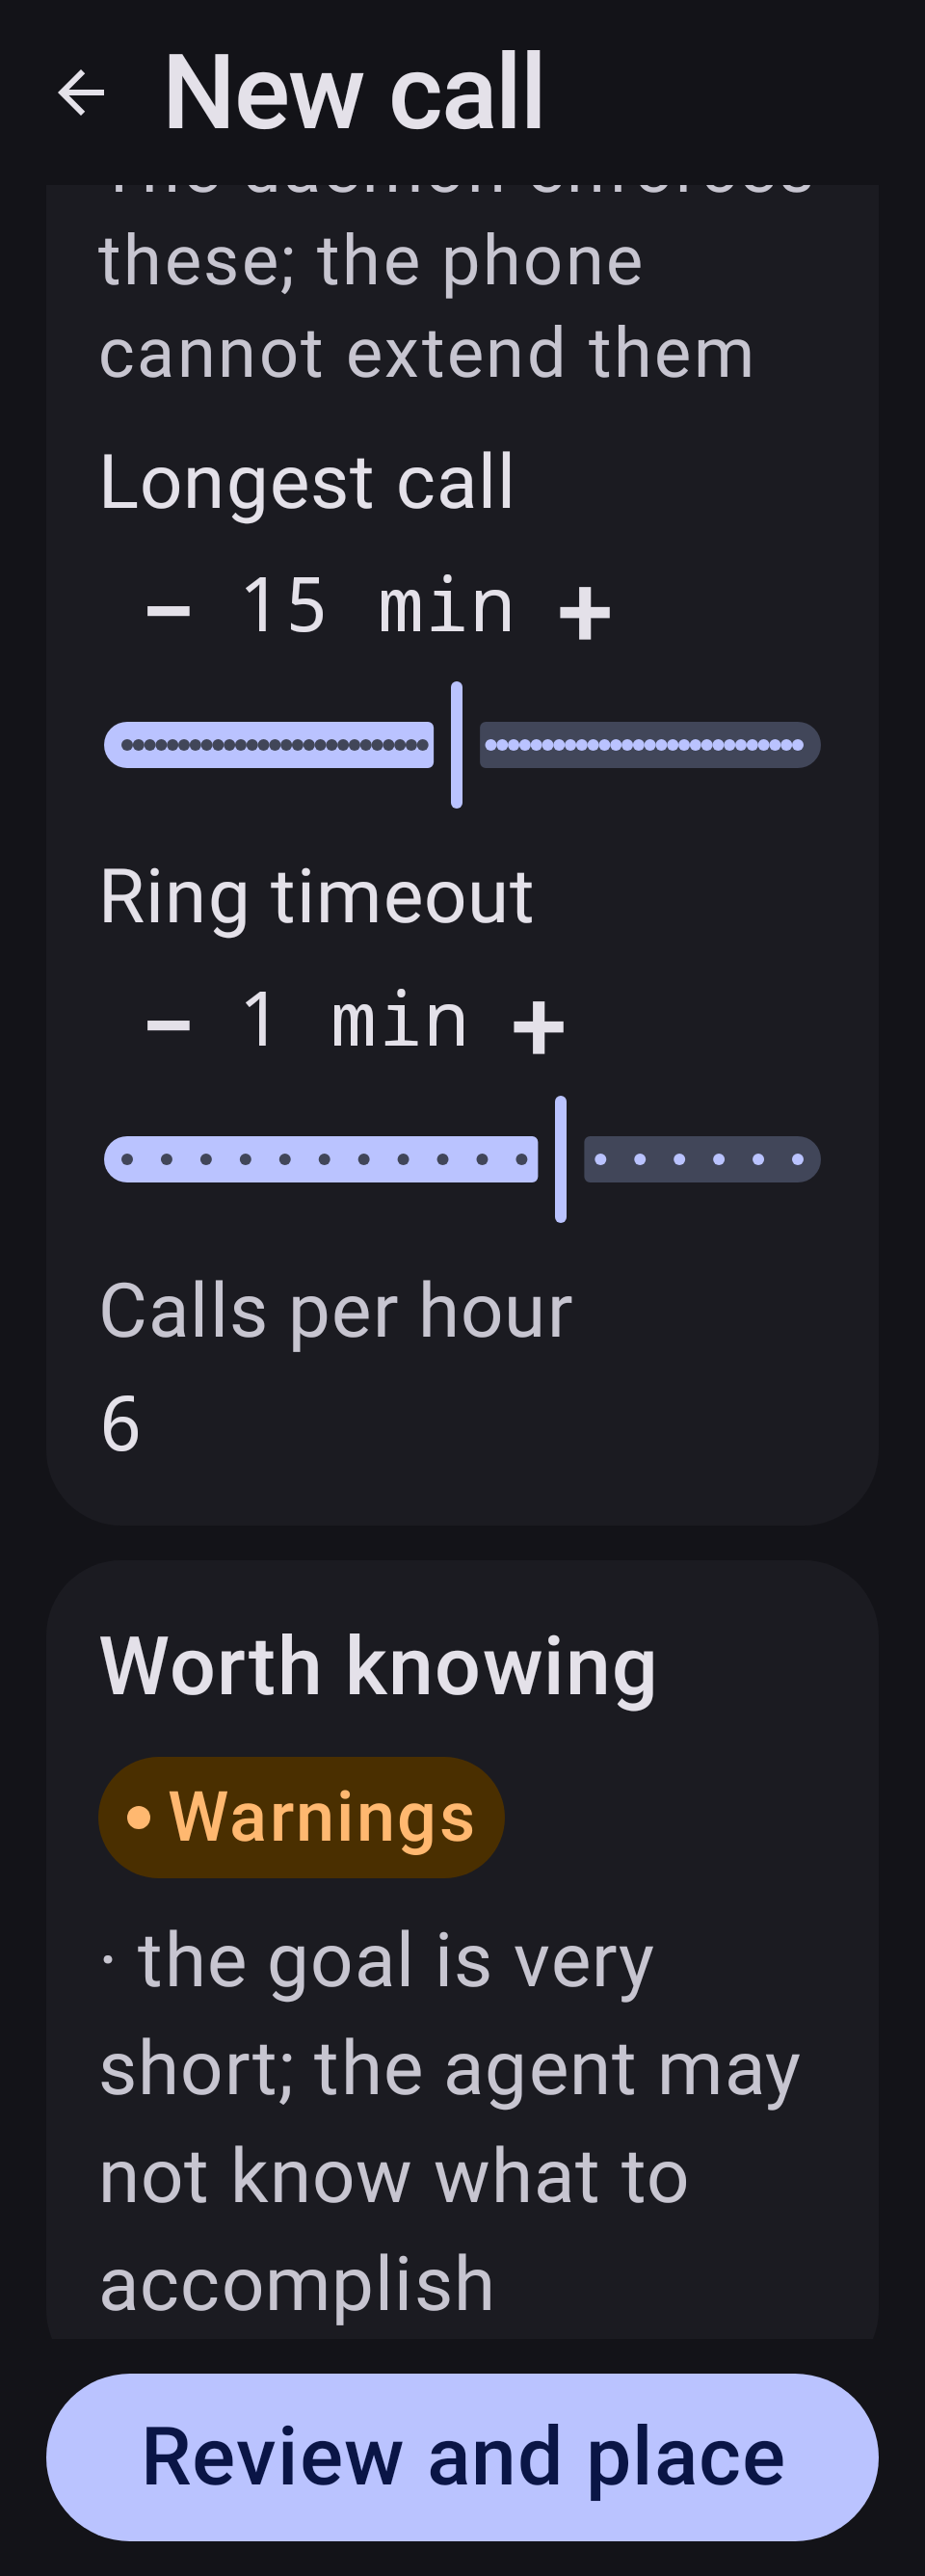 New call
these; the phone
cannot extend them
Longest call
− 15 min +
Ring timeout
− 1 min +
Calls per hour
6
Worth knowing
• Warnings
· the goal is very
short; the agent may
not know what to
accomplish
Review and place